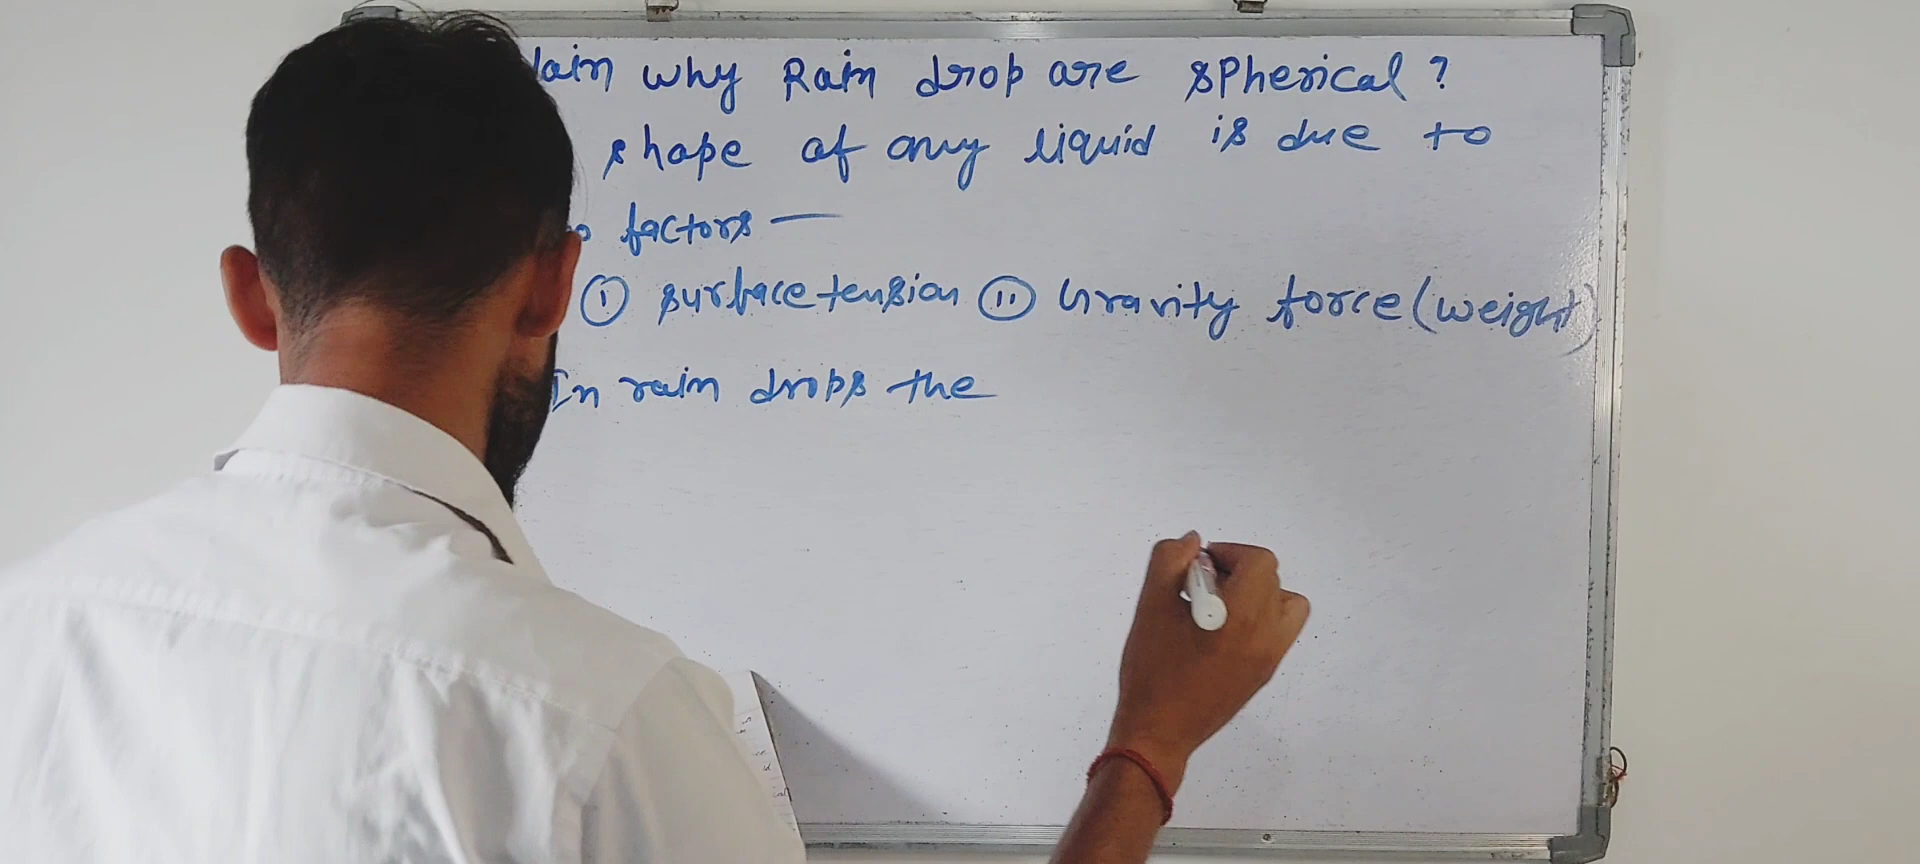 lain why Rain drop are spherical ?
shape of any liquid is due to
o factors —
(i) surface tension (ii) Gravity force (weight)
In rain drops the